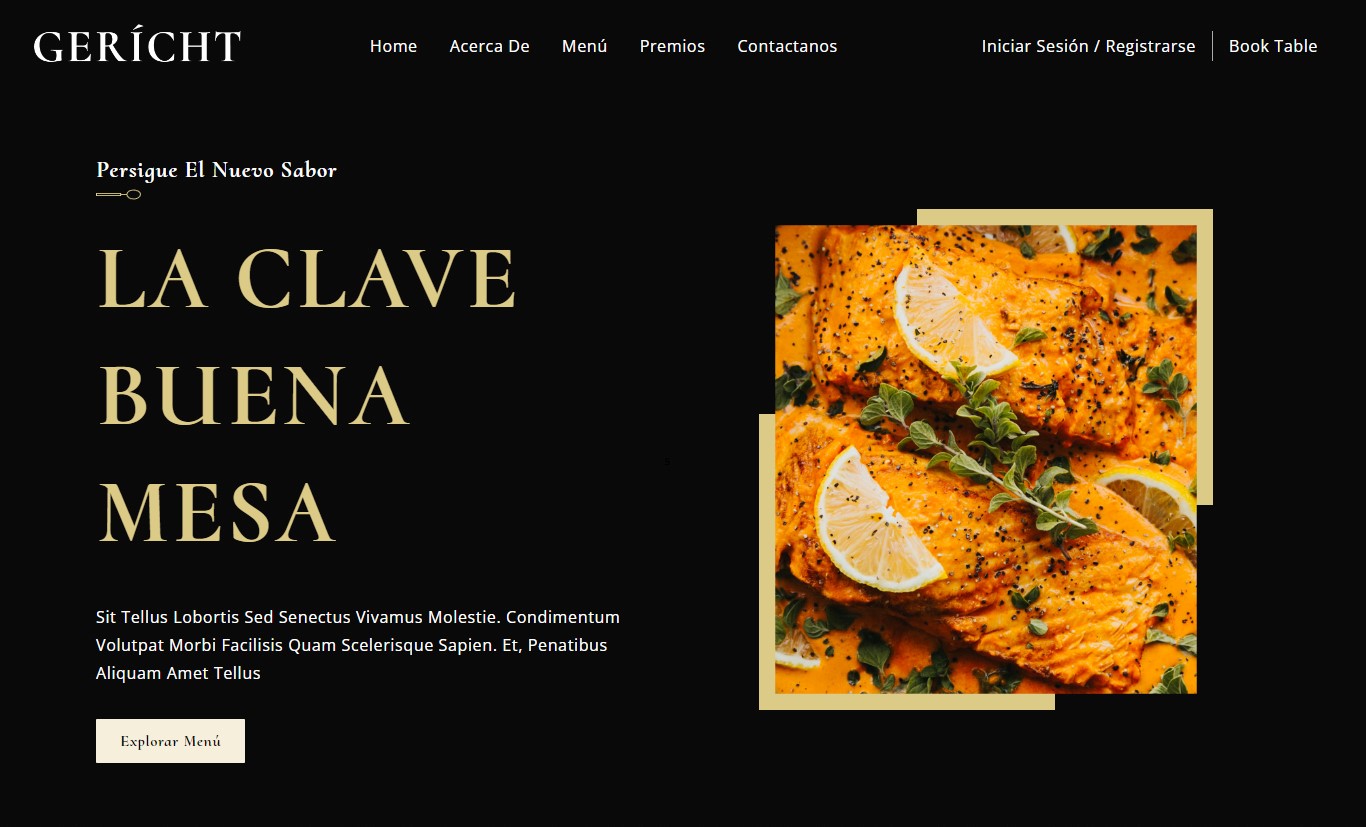 GERÍCHT
Home Acerca De Menú Premios Contactanos Iniciar Sesión / Registrarse Book Table
Persigue El Nuevo Sabor
LA CLAVE
BUENA
MESA
Sit Tellus Lobortis Sed Senectus Vivamus Molestie. Condimentum
Volutpat Morbi Facilisis Quam Scelerisque Sapien. Et, Penatibus
Aliquam Amet Tellus
Explorar Menú